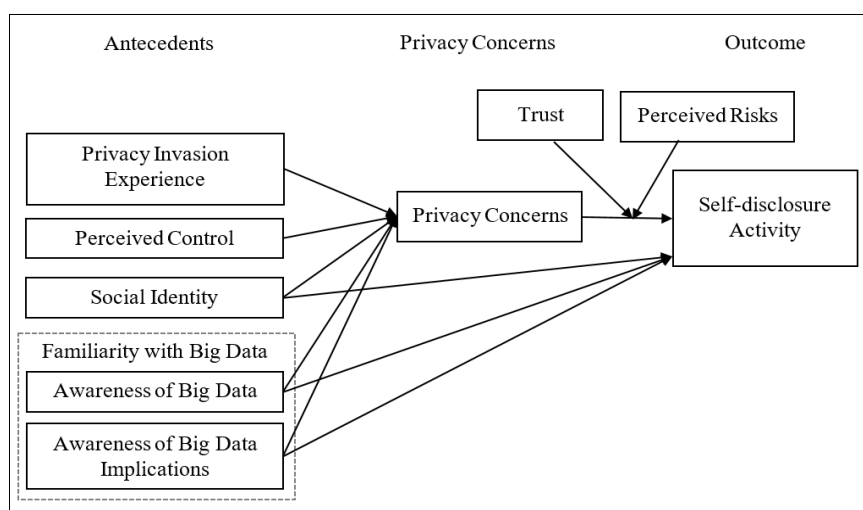 Antecedents
Privacy Concerns
Outcome
Trust
Perceived Risks
Privacy Invasion
Experience
Privacy Concerns
Self-disclosure
Activity
Perceived Control
Social Identity
Familiarity with Big Data
Awareness of Big Data
Awareness of Big Data
Implications